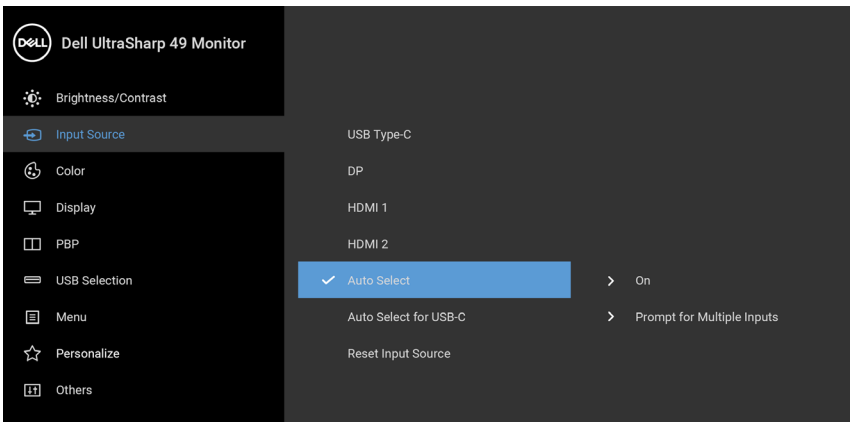 DELL
Dell UltraSharp 49 Monitor
Brightness/Contrast
Input Source
USB Type-C
Color
DP
Display
HDMI 1
PBP
HDMI 2
USB Selection
Auto Select
On
Menu
Auto Select for USB-C
Prompt for Multiple Inputs
Personalize
Reset Input Source
Others